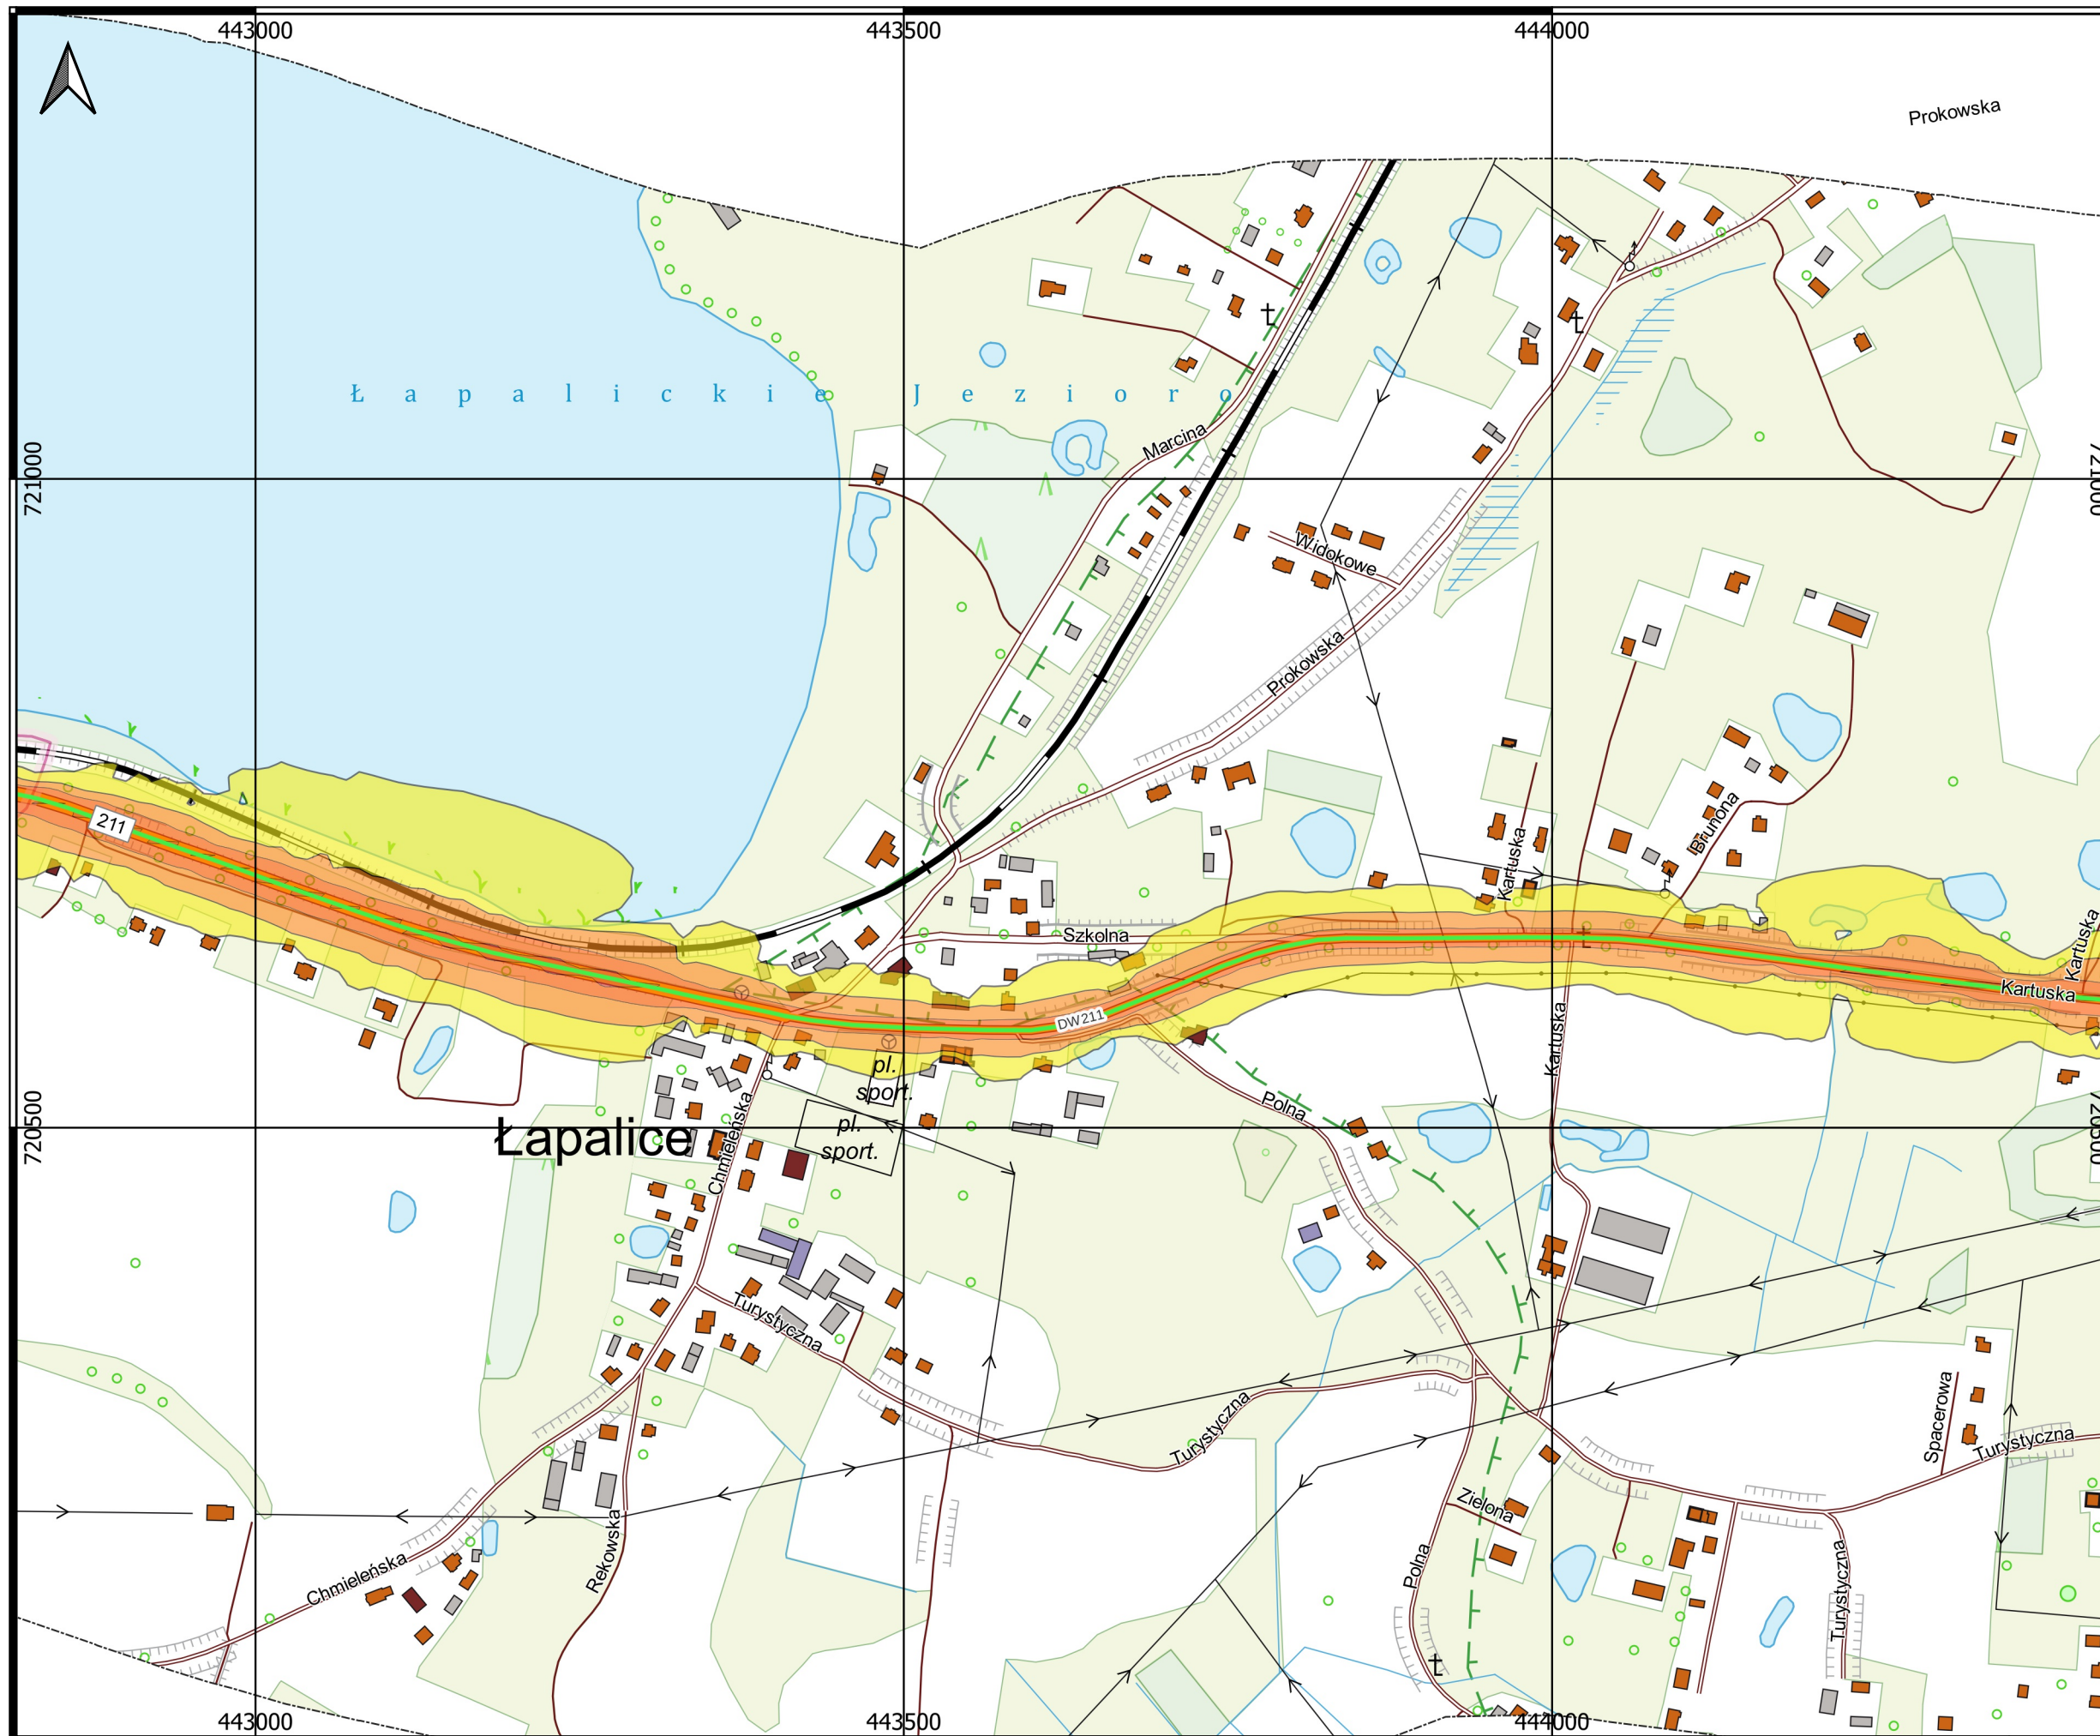 443000
443500
444000
Prokowska
Łapalickie Jezioro
Marcina
721000
721000
Widokowe
Prokowska
211
Kartuska
Brunona
Szkolna
Kartuska
Kartuska
DW211
Kartuska
pl.
sport.
pl.
sport.
Polna
720500
720500
Łapalice
Chmieleńska
Turystyczna
Turystyczna
Spacerowa
Turystyczna
Zielona
Rekowska
Chmieleńska
Polna
Turystyczna
443000
443500
444000